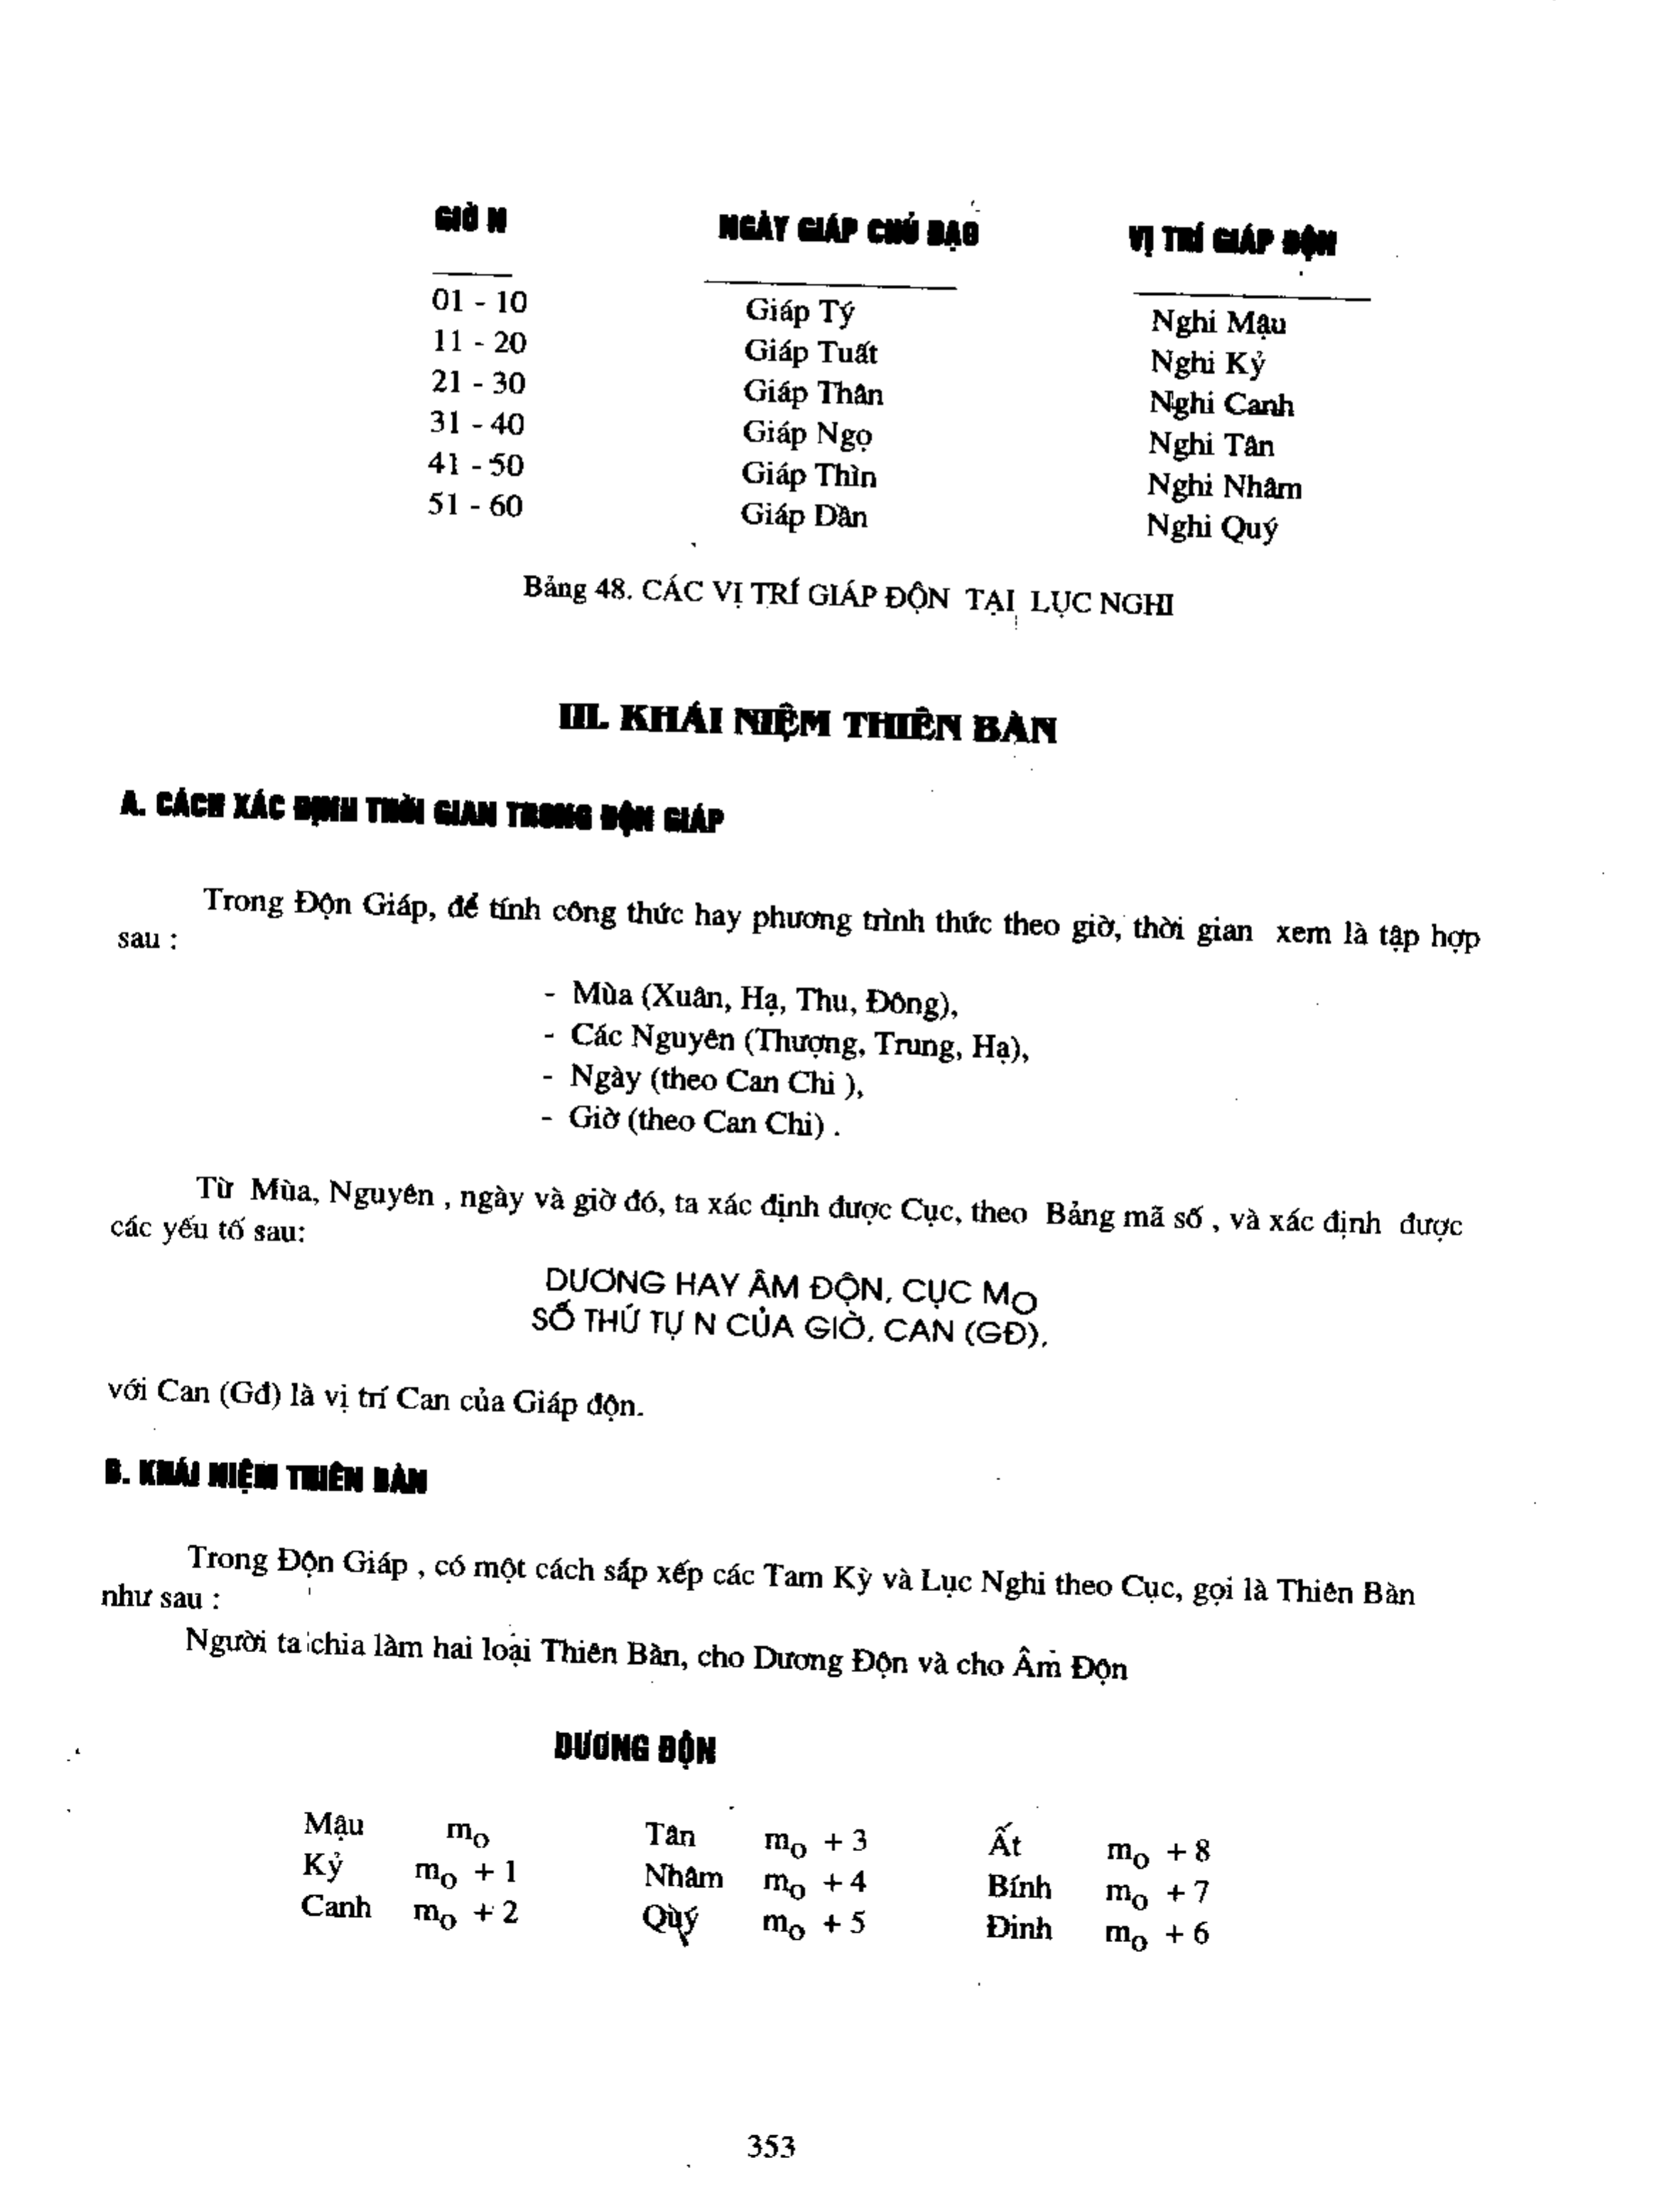 GIỜ N NGÀY GIÁP CHỦ ĐẠO VỊ TRÍ GIÁP ĐỘN
01 - 10 Giáp Tý Nghi Mậu
11 - 20 Giáp Tuất Nghi Kỷ
21 - 30 Giáp Thân Nghi Canh
31 - 40 Giáp Ngọ Nghi Tân
41 - 50 Giáp Thìn Nghi Nhâm
51 - 60 Giáp Dần Nghi Quý
Bảng 48. CÁC VỊ TRÍ GIÁP ĐỘN TẠI LỤC NGHI
III. KHÁI NIỆM THIÊN BÀN
A. CÁCH XÁC ĐỊNH THỜI GIAN TRONG ĐỘN GIÁP
Trong Độn Giáp, để tính công thức hay phương trình thức theo giờ, thời gian xem là tập hợp
sau :
- Mùa (Xuân, Hạ, Thu, Đông),
- Các Nguyên (Thượng, Trung, Hạ),
- Ngày (theo Can Chi ),
- Giờ (theo Can Chi) .
Từ Mùa, Nguyên , ngày và giờ đó, ta xác định được Cục, theo Bảng mã số , và xác định được
các yếu tố sau:
DƯƠNG HAY ÂM ĐỘN, CỤC MO
SỐ THỨ TỰ N CỦA GIỜ, CAN (GĐ),
với Can (Gđ) là vị trí Can của Giáp độn.
B. KHÁI NIỆM THIÊN BÀN
Trong Độn Giáp , có một cách sắp xếp các Tam Kỳ và Lục Nghi theo Cục, gọi là Thiên Bàn
như sau :
Người ta chia làm hai loại Thiên Bàn, cho Dương Độn và cho Âm Độn
DƯƠNG ĐỘN
Mậu mo Tân mo + 3 Ất mo + 8
Kỷ mo + 1 Nhâm mo + 4 Bính mo + 7
Canh mo + 2 Qùý mo + 5 Đinh mo + 6
353